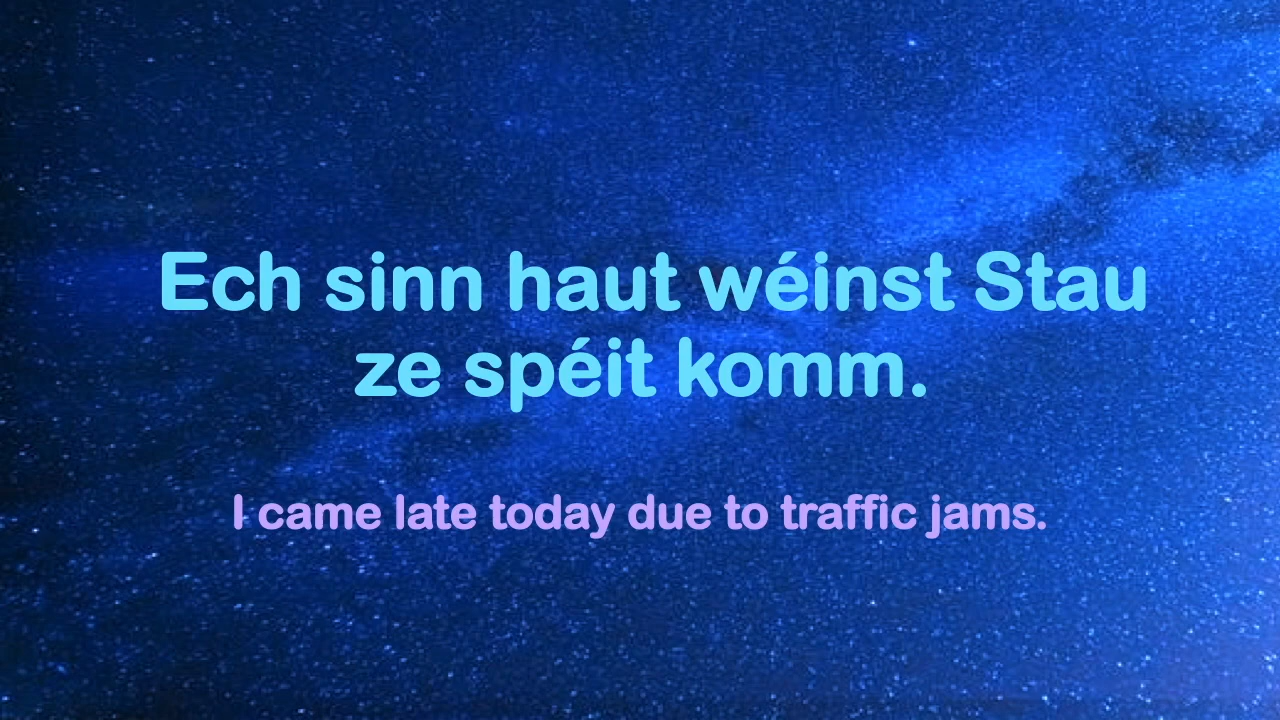 Ech sinn haut wéinst Stau
ze spéit komm.
I came late today due to traffic jams.